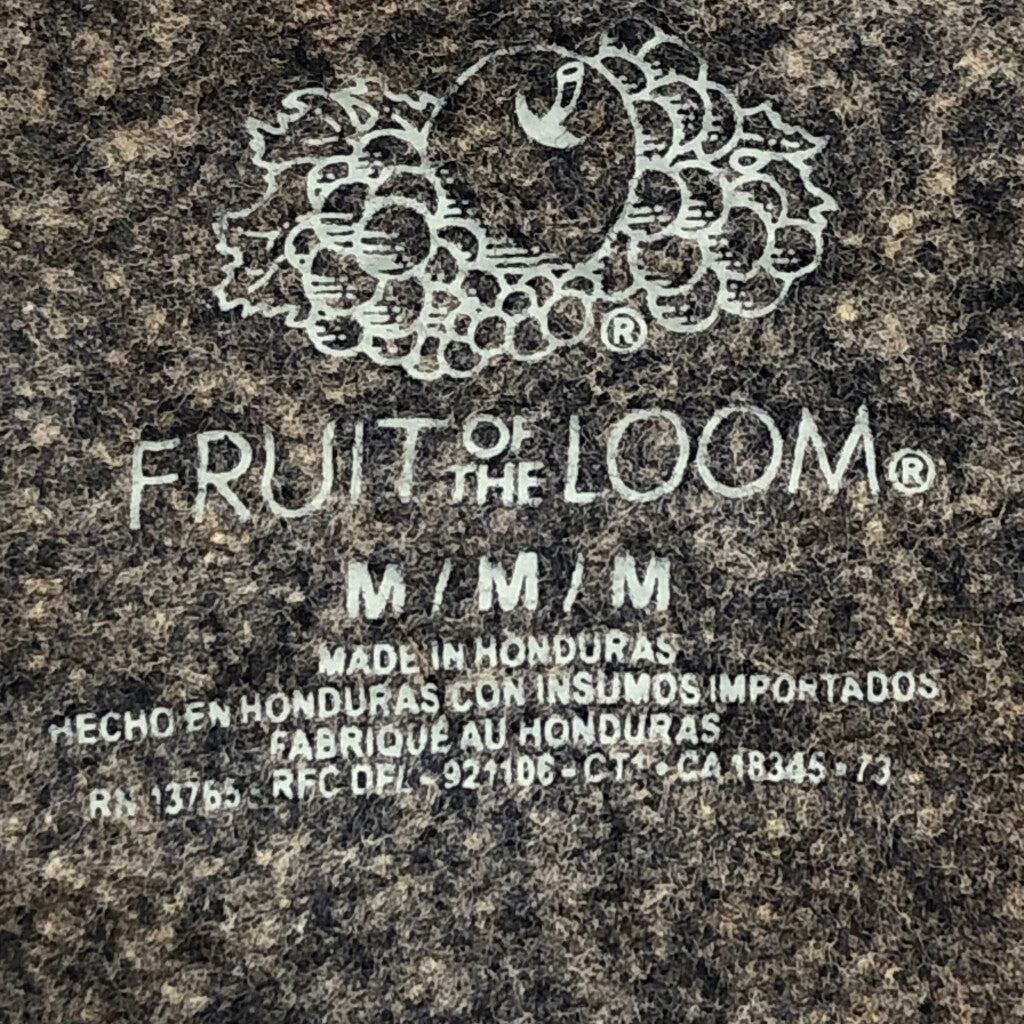 ®
FRUIT OF THE LOOM®
M / M / M
MADE IN HONDURAS
HECHO EN HONDURAS CON INSUMOS IMPORTADOS
FABRIQUÉ AU HONDURAS
RN 13765 - RFC DFL - 921106 - CT1 • CA 18345 • 73